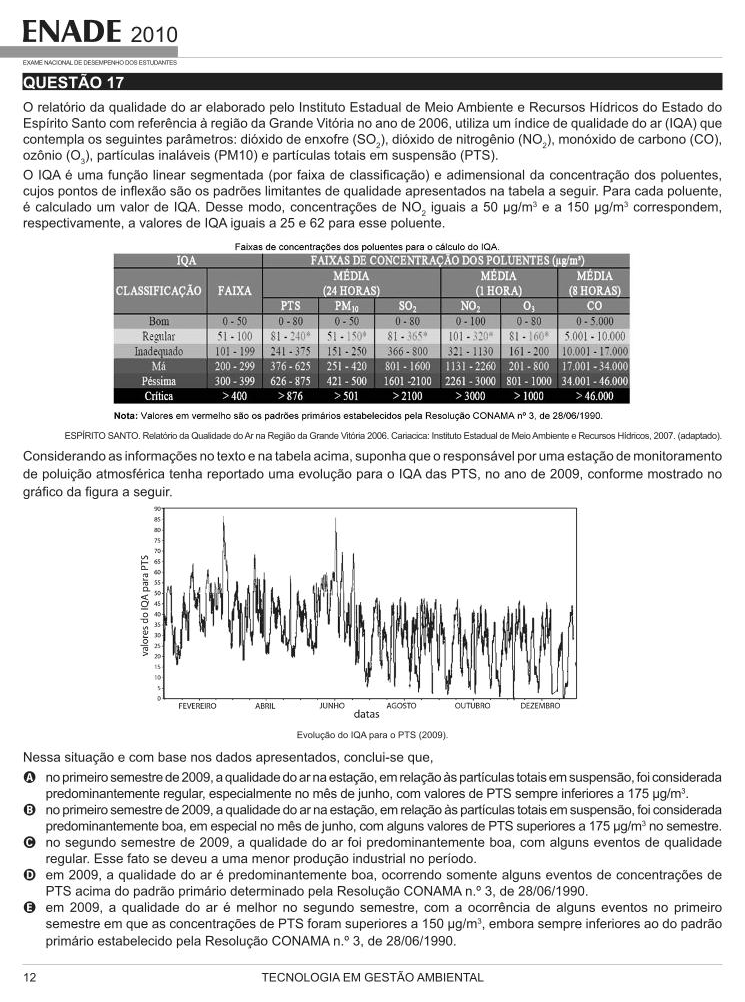 ENADE 2010
EXAME NACIONAL DE DESEMPENHO DOS ESTUDANTES
QUESTÃO 17
O relatório da qualidade do ar elaborado pelo Instituto Estadual de Meio Ambiente e Recursos Hídricos do Estado do
Espírito Santo com referência à região da Grande Vitória no ano de 2006, utiliza um índice de qualidade do ar (IQA) que
contempla os seguintes parâmetros: dióxido de enxofre (SO2), dióxido de nitrogênio (NO2), monóxido de carbono (CO),
ozônio (O3), partículas inaláveis (PM10) e partículas totais em suspensão (PTS).
O IQA é uma função linear segmentada (por faixa de classificação) e adimensional da concentração dos poluentes,
cujos pontos de inflexão são os padrões limitantes de qualidade apresentados na tabela a seguir. Para cada poluente,
é calculado um valor de IQA. Desse modo, concentrações de NO2 iguais a 50 µg/m³ e a 150 µg/m³ correspondem,
respectivamente, a valores de IQA iguais a 25 e 62 para esse poluente.
Faixas de concentrações dos poluentes para o cálculo do IQA.
IQA FAIXAS DE CONCENTRAÇÃO DOS POLUENTES (µg/m³)
CLASSIFICAÇÃO FAIXA MÉDIA (24 HORAS) MÉDIA (1 HORA) MÉDIA (8 HORAS)
PTS PM10 SO2 NO2 O3 CO
Bom 0 - 50 0 - 80 0 - 50 0 - 80 0 - 100 0 - 80 0 - 5.000
Regular 51 - 100 81 - 240* 51 - 150* 81 - 365* 101 - 320* 81 - 160* 5.001 - 10.000
Inadequado 101 - 199 241 - 375 151 - 250 366 - 800 321 - 1130 161 - 200 10.001 - 17.000
Má 200 - 299 376 - 625 251 - 420 801 - 1600 1131 - 2260 201 - 800 17.001 - 34.000
Péssima 300 - 399 626 - 875 421 - 500 1601 -2100 2261 - 3000 801 - 1000 34.001 - 46.000
Crítica > 400 > 876 > 501 > 2100 > 3000 > 1000 > 46.000
Nota: Valores em vermelho são os padrões primários estabelecidos pela Resolução CONAMA nº 3, de 28/06/1990.
ESPÍRITO SANTO. Relatório da Qualidade do Ar na Região da Grande Vitória 2006. Cariacica: Instituto Estadual de Meio Ambiente e Recursos Hídricos, 2007. (adaptado).
Considerando as informações no texto e na tabela acima, suponha que o responsável por uma estação de monitoramento
de poluição atmosférica tenha reportado uma evolução para o IQA das PTS, no ano de 2009, conforme mostrado no
gráfico da figura a seguir.
90
85
80
75
70
65
60
55
50
45
40
35
30
25
20
15
10
5
0
valores do IQA para PTS
FEVEREIRO ABRIL JUNHO AGOSTO OUTUBRO DEZEMBRO
datas
Evolução do IQA para o PTS (2009).
Nessa situação e com base nos dados apresentados, conclui-se que,
A no primeiro semestre de 2009, a qualidade do ar na estação, em relação às partículas totais em suspensão, foi considerada
predominantemente regular, especialmente no mês de junho, com valores de PTS sempre inferiores a 175 µg/m³.
B no primeiro semestre de 2009, a qualidade do ar na estação, em relação às partículas totais em suspensão, foi considerada
predominantemente boa, em especial no mês de junho, com alguns valores de PTS superiores a 175 µg/m³ no semestre.
C no segundo semestre de 2009, a qualidade do ar foi predominantemente boa, com alguns eventos de qualidade
regular. Esse fato se deveu a uma menor produção industrial no período.
D em 2009, a qualidade do ar é predominantemente boa, ocorrendo somente alguns eventos de concentrações de
PTS acima do padrão primário determinado pela Resolução CONAMA n.º 3, de 28/06/1990.
E em 2009, a qualidade do ar é melhor no segundo semestre, com a ocorrência de alguns eventos no primeiro
semestre em que as concentrações de PTS foram superiores a 150 µg/m³, embora sempre inferiores ao do padrão
primário estabelecido pela Resolução CONAMA n.º 3, de 28/06/1990.
12
TECNOLOGIA EM GESTÃO AMBIENTAL